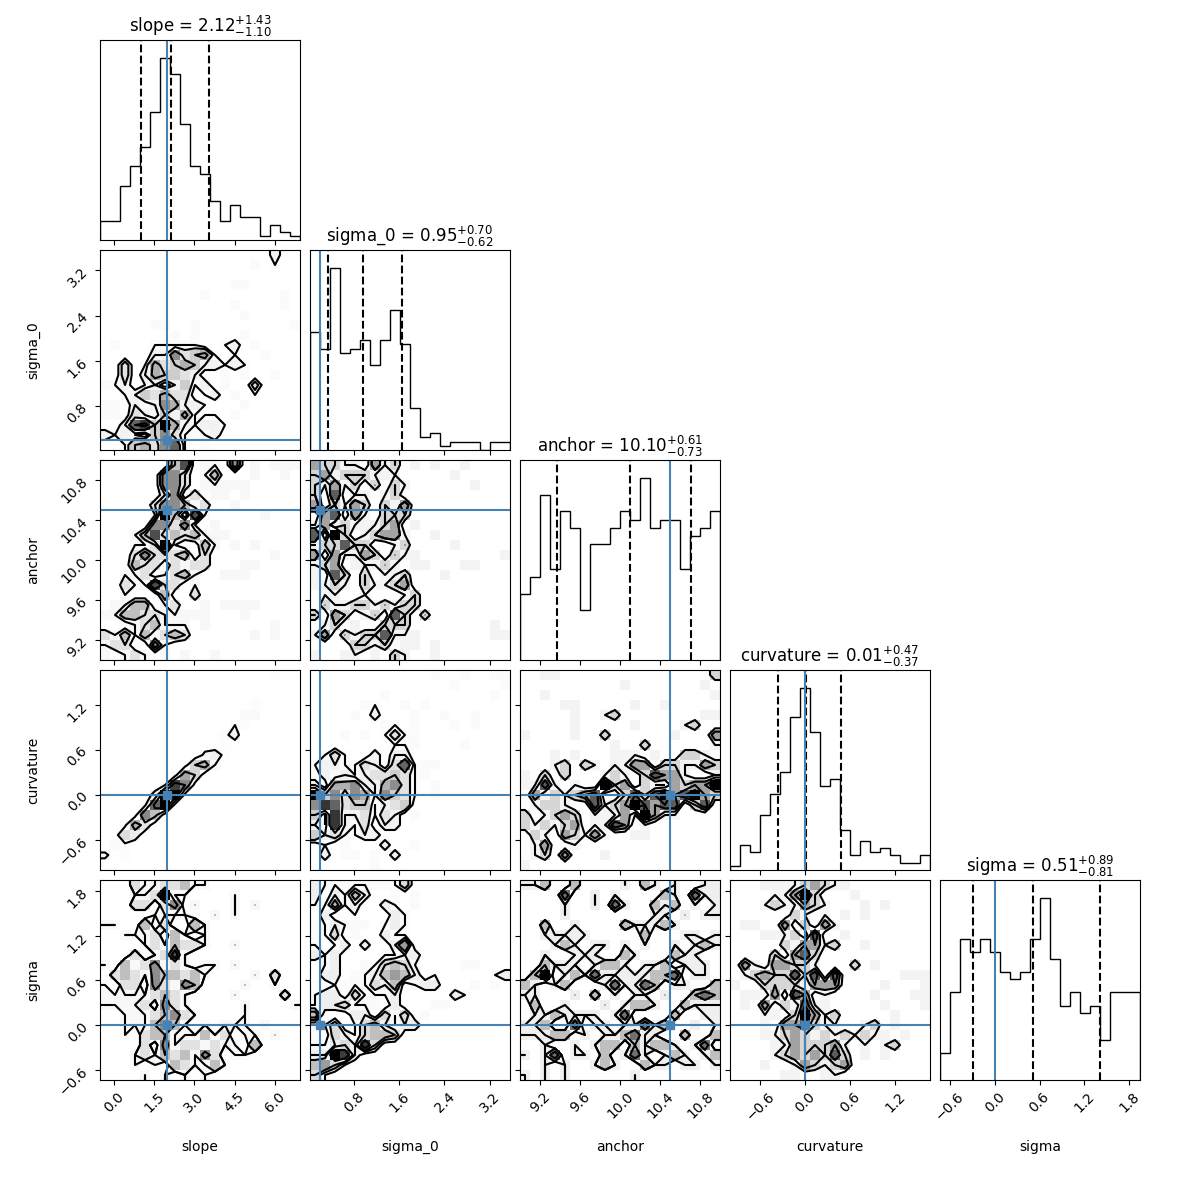 slope = 2.12+1.43−1.10
sigma_0 = 0.95+0.70−0.62
3.2
2.4
1.6
0.8
sigma_0
anchor = 10.10+0.61−0.73
10.8
10.4
10.0
9.6
9.2
anchor
curvature = 0.01+0.47−0.37
1.2
0.6
0.0
−0.6
curvature
sigma = 0.51+0.89−0.81
1.8
1.2
0.6
0.0
−0.6
sigma
0.0 1.5 3.0 4.5 6.0 0.8 1.6 2.4 3.2 9.2 9.6 10.0 10.4 10.8 −0.6 0.0 0.6 1.2 −0.6 0.0 0.6 1.2 1.8
slope sigma_0 anchor curvature sigma